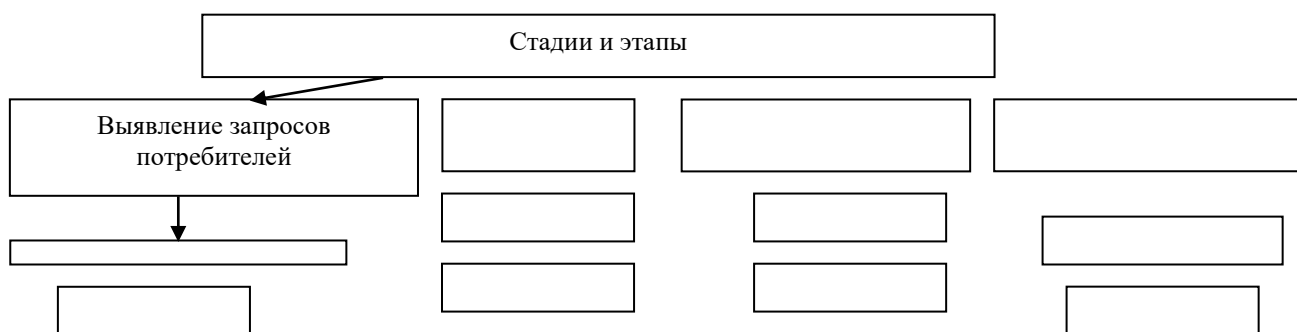 Стадии и этапы
Выявление запросов
потребителей